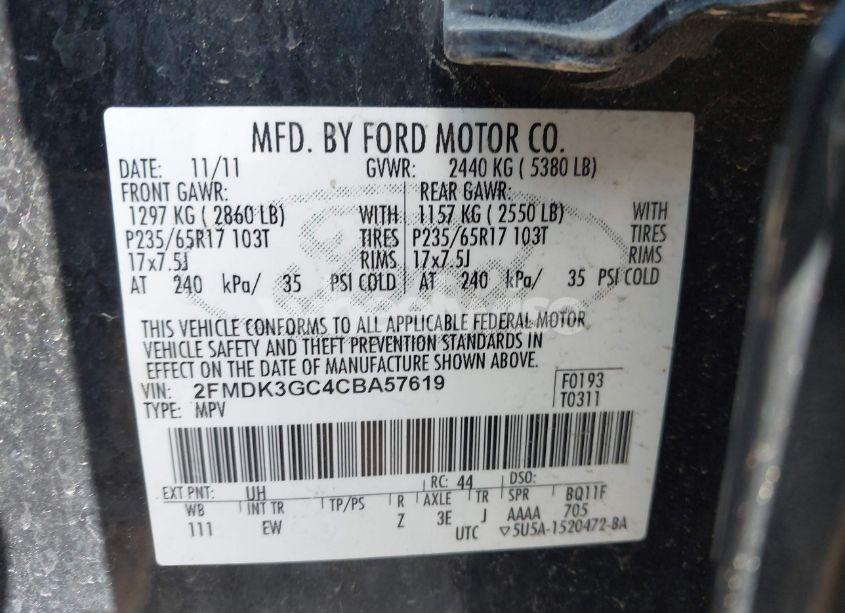 MFD. BY FORD MOTOR CO.
DATE: 11/11 GVWR: 2440 KG ( 5380 LB)
FRONT GAWR: REAR GAWR:
1297 KG ( 2860 LB) WITH 1157 KG ( 2550 LB) WITH
P235/65R17 103T TIRES P235/65R17 103T TIRES
17x7.5J RIMS 17x7.5J RIMS
AT 240 kPa/ 35 PSI COLD AT 240 kPa/ 35 PSI COLD
THIS VEHICLE CONFORMS TO ALL APPLICABLE FEDERAL MOTOR
VEHICLE SAFETY AND THEFT PREVENTION STANDARDS IN
EFFECT ON THE DATE OF MANUFACTURE SHOWN ABOVE.
VIN: 2FMDK3GC4CBA57619 F0193
TYPE: MPV T0311
EXT PNT: UH RC: 44 DSO:
WB INT TR TP/PS R AXLE TR SPR BQ11F
111 EW Z 3E J AAAA 705
UTC ▽5U5A-1520472-BA